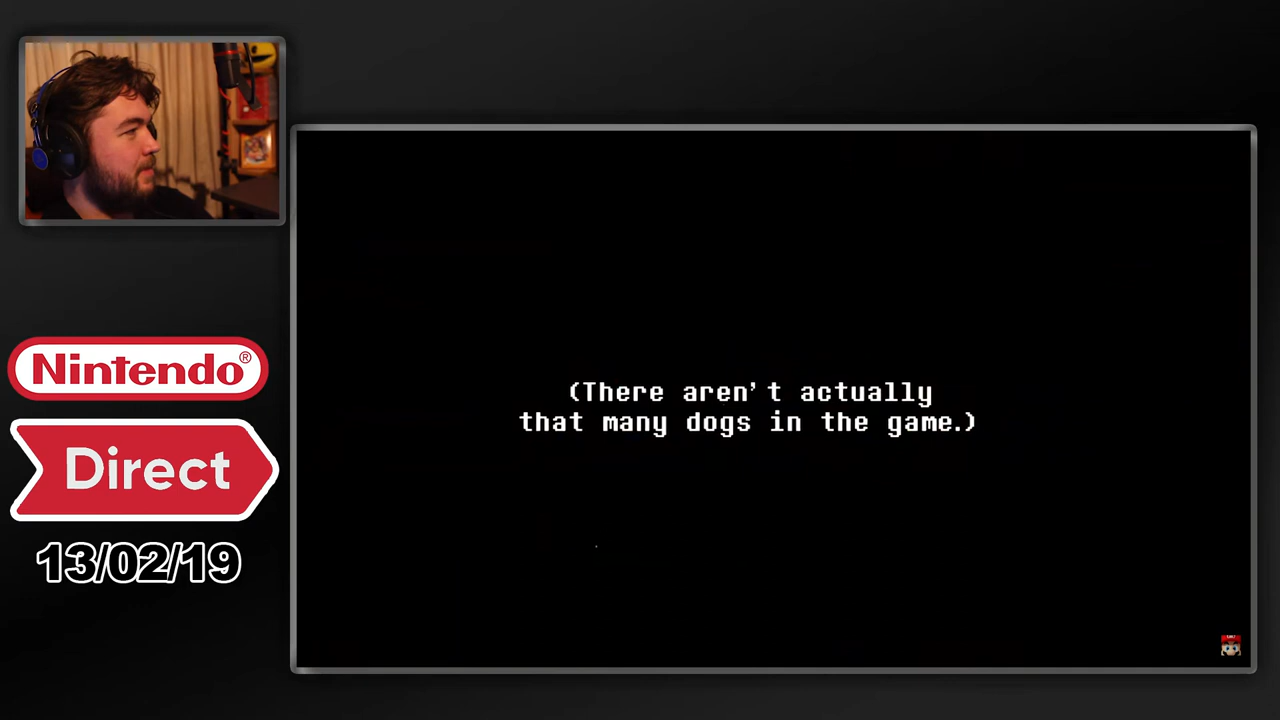 Nintendo®
Direct
13/02/19
(There aren't actually
that many dogs in the game.)